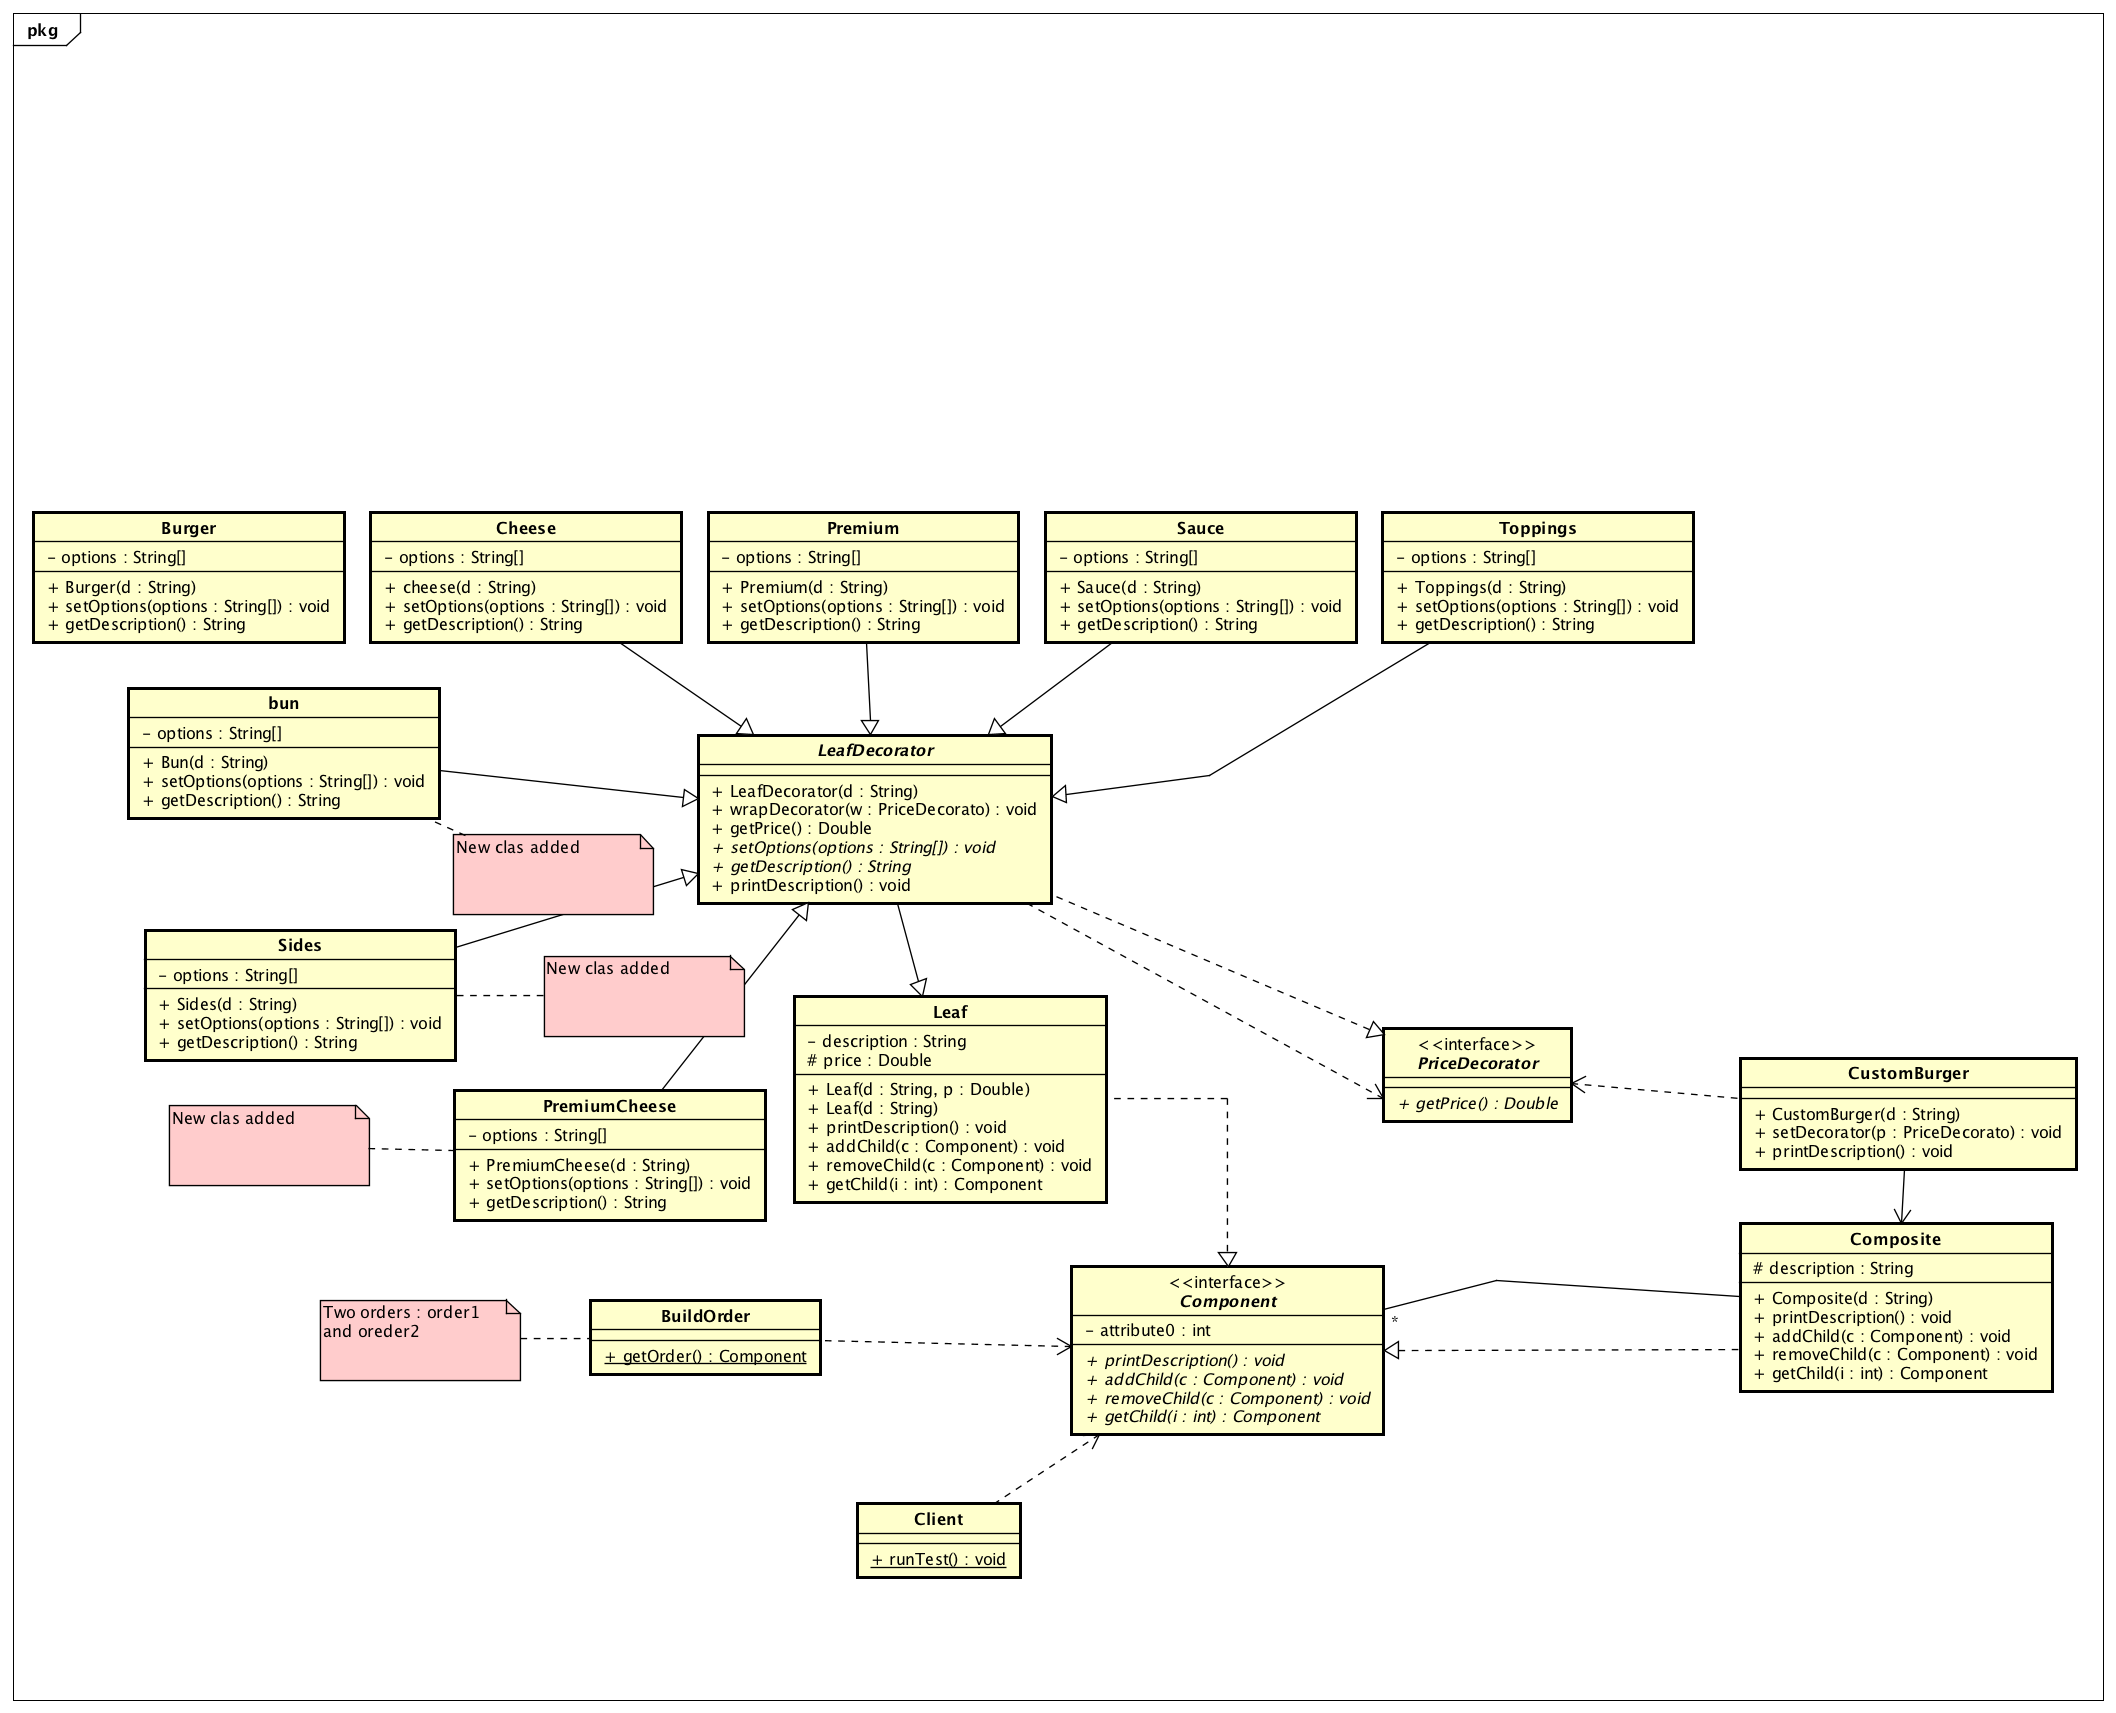 pkg
Burger
– options : String[]
+ Burger(d : String)
+ setOptions(options : String[]) : void
+ getDescription() : String
Cheese
– options : String[]
+ cheese(d : String)
+ setOptions(options : String[]) : void
+ getDescription() : String
Premium
– options : String[]
+ Premium(d : String)
+ setOptions(options : String[]) : void
+ getDescription() : String
Sauce
– options : String[]
+ Sauce(d : String)
+ setOptions(options : String[]) : void
+ getDescription() : String
Toppings
– options : String[]
+ Toppings(d : String)
+ setOptions(options : String[]) : void
+ getDescription() : String
bun
– options : String[]
+ Bun(d : String)
+ setOptions(options : String[]) : void
+ getDescription() : String
LeafDecorator
+ LeafDecorator(d : String)
+ wrapDecorator(w : PriceDecorato) : void
+ getPrice() : Double
+ setOptions(options : String[]) : void
+ getDescription() : String
+ printDescription() : void
New clas added
Sides
– options : String[]
+ Sides(d : String)
+ setOptions(options : String[]) : void
+ getDescription() : String
New clas added
Leaf
– description : String
# price : Double
+ Leaf(d : String, p : Double)
+ Leaf(d : String)
+ printDescription() : void
+ addChild(c : Component) : void
+ removeChild(c : Component) : void
+ getChild(i : int) : Component
<<interface>>
PriceDecorator
+ getPrice() : Double
CustomBurger
+ CustomBurger(d : String)
+ setDecorator(p : PriceDecorato) : void
+ printDescription() : void
New clas added
PremiumCheese
– options : String[]
+ PremiumCheese(d : String)
+ setOptions(options : String[]) : void
+ getDescription() : String
Composite
# description : String
+ Composite(d : String)
+ printDescription() : void
+ addChild(c : Component) : void
+ removeChild(c : Component) : void
+ getChild(i : int) : Component
Two orders : order1
and oreder2
BuildOrder
+ getOrder() : Component
<<interface>>
Component
– attribute0 : int
+ printDescription() : void
+ addChild(c : Component) : void
+ removeChild(c : Component) : void
+ getChild(i : int) : Component
*
Client
+ runTest() : void